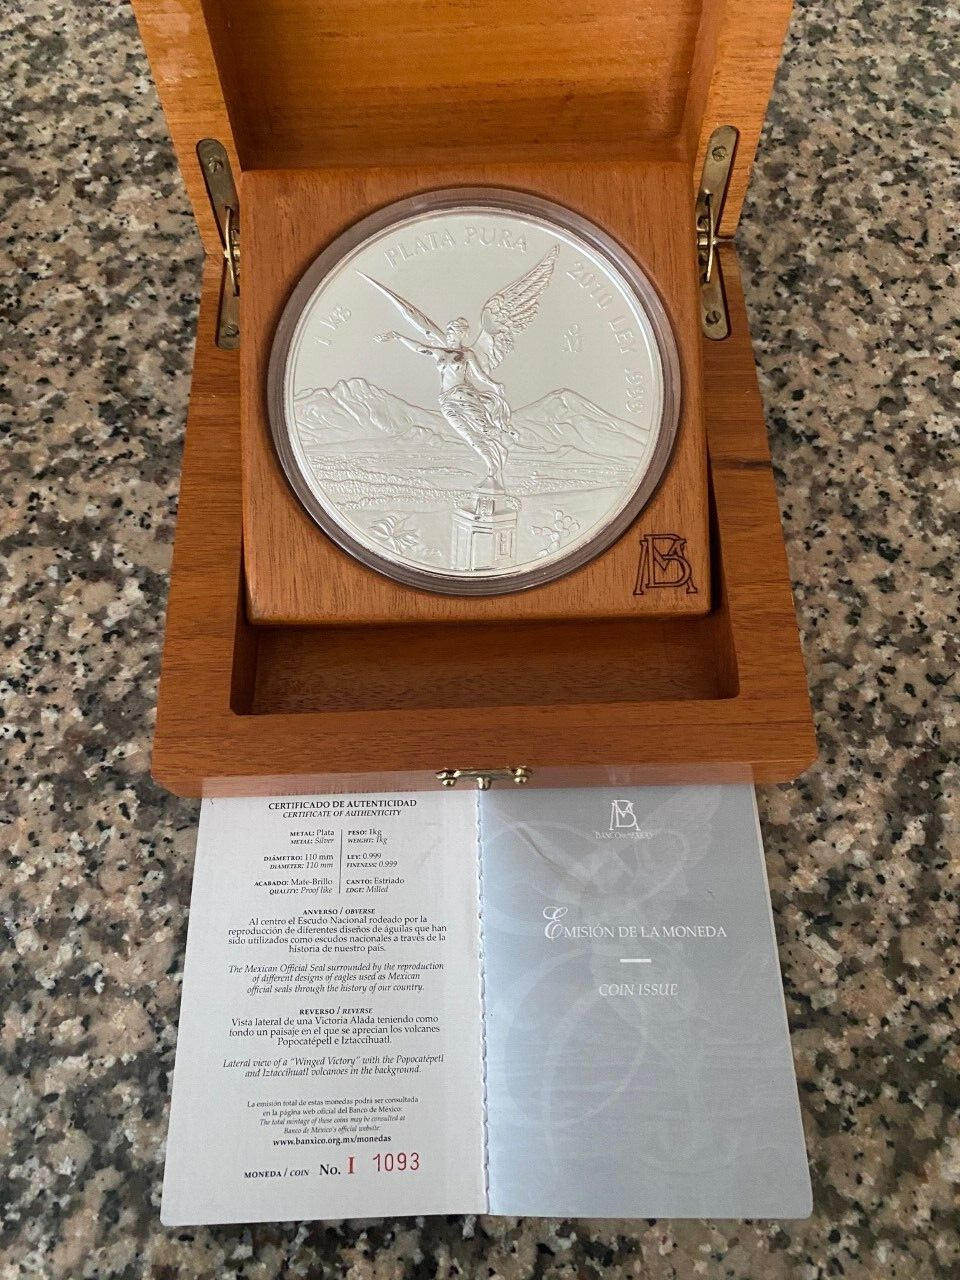 1 kg PLATA PURA 2010 LEY .999
M
BM
CERTIFICADO DE AUTENTICIDAD
CERTIFICATE OF AUTHENTICITY
METAL: Plata
METAL: Silver
PESO: 1kg
WEIGHT: 1kg
DIÁMETRO: 110 mm
DIAMETER: 110 mm
LEY: 0.999
FINENESS: 0.999
ACABADO: Mate-Brillo
QUALITY: Proof like
CANTO: Estriado
EDGE: Milled
ANVERSO / OBVERSE
Al centro el Escudo Nacional rodeado por la
reproducción de diferentes diseños de águilas que han
sido utilizados como escudos nacionales a través de la
historia de nuestro país.
The Mexican Official Seal surrounded by the reproduction
of different designs of eagles used as Mexican
official seals through the history of our country.
REVERSO / REVERSE
Vista lateral de una Victoria Alada teniendo como
fondo un paisaje en el que se aprecian los volcanes
Popocatépetl e Iztaccíhuatl.
Lateral view of a "Winged Victory" with the Popocatépetl
and Iztaccíhuatl volcanoes in the background.
La emisión total de estas monedas podrá ser consultada
en la página web oficial del Banco de México:
The total mintage of these coins may be consulted at
Banco de México's official website:
www.banxico.org.mx/monedas
MONEDA / COIN No. I 1093
BM
BANCO DE MÉXICO
EMISIÓN DE LA MONEDA
COIN ISSUE